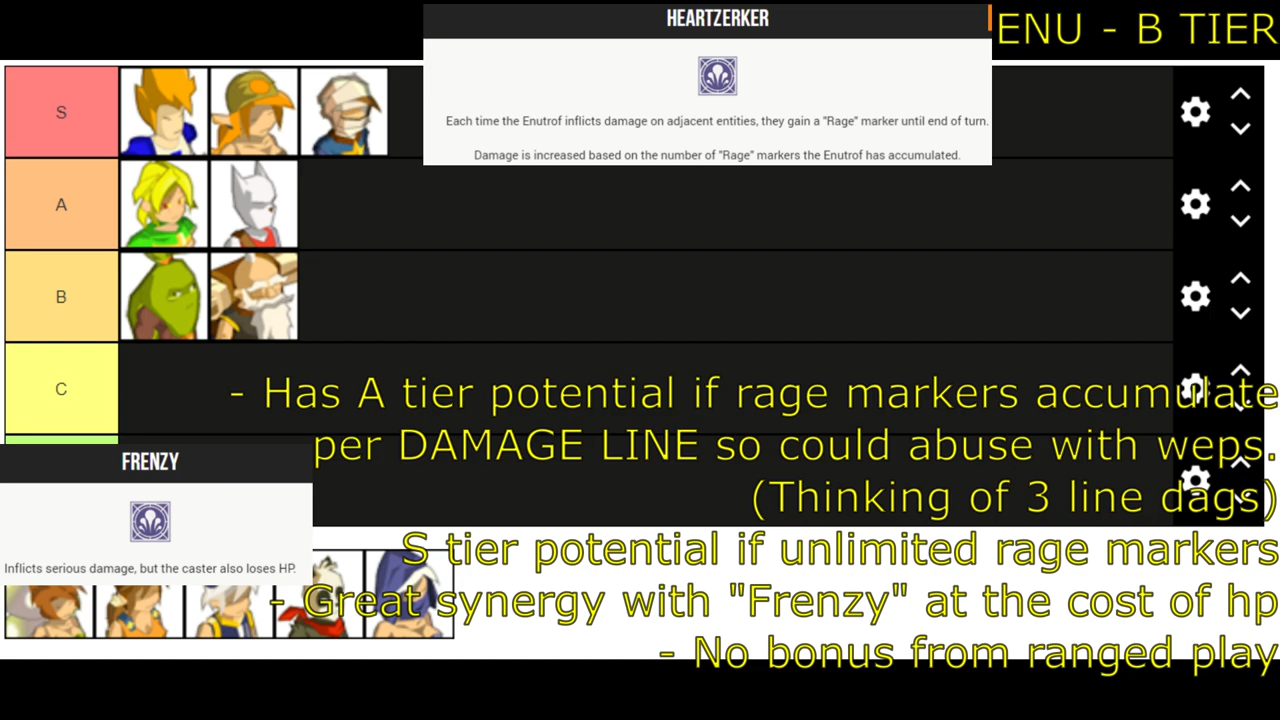 HEARTZERKER
ENU - B TIER
Each time the Enutrof inflicts damage on adjacent entities, they gain a "Rage" marker until end of turn.
Damage is increased based on the number of "Rage" markers the Enutrof has accumulated.
S
A
B
C
- Has A tier potential if rage markers accumulate
per DAMAGE LINE so could abuse with weps.
(Thinking of 3 line dags)
S tier potential if unlimited rage markers
- Great synergy with "Frenzy" at the cost of hp
- No bonus from ranged play
FRENZY
Inflicts serious damage, but the caster also loses HP.